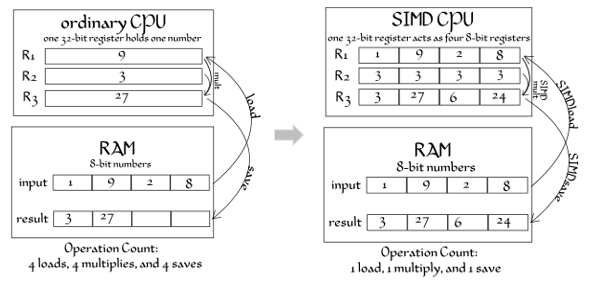 ordinary CPU
one 32-bit register holds one number
R1 9
R2 3
R3 27
mult
load
save
RAM
8-bit numbers
input 1 9 2 8
result 3 27
Operation Count:
4 loads, 4 multiplies, and 4 saves
SIMD CPU
one 32-bit register acts as four 8-bit registers
R1 1 9 2 8
R2 3 3 3 3
R3 3 27 6 24
SIMD
mult
SIMDload
SIMDsave
RAM
8-bit numbers
input 1 9 2 8
result 3 27 6 24
Operation Count:
1 load, 1 multiply, and 1 save